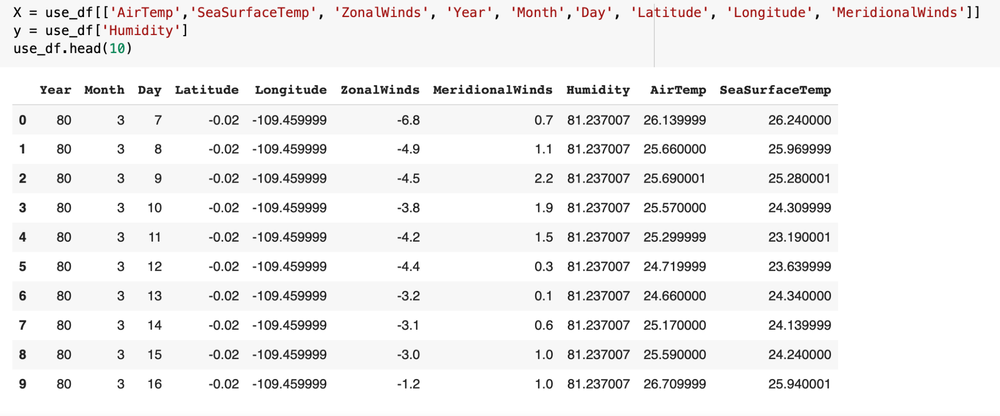 X = use_df[['AirTemp','SeaSurfaceTemp', 'ZonalWinds', 'Year', 'Month','Day', 'Latitude', 'Longitude', 'MeridionalWinds']]
y = use_df['Humidity']
use_df.head(10)
Year Month Day Latitude Longitude ZonalWinds MeridionalWinds Humidity AirTemp SeaSurfaceTemp
0 80 3 7 -0.02 -109.459999 -6.8 0.7 81.237007 26.139999 26.240000
1 80 3 8 -0.02 -109.459999 -4.9 1.1 81.237007 25.660000 25.969999
2 80 3 9 -0.02 -109.459999 -4.5 2.2 81.237007 25.690001 25.280001
3 80 3 10 -0.02 -109.459999 -3.8 1.9 81.237007 25.570000 24.309999
4 80 3 11 -0.02 -109.459999 -4.2 1.5 81.237007 25.299999 23.190001
5 80 3 12 -0.02 -109.459999 -4.4 0.3 81.237007 24.719999 23.639999
6 80 3 13 -0.02 -109.459999 -3.2 0.1 81.237007 24.660000 24.340000
7 80 3 14 -0.02 -109.459999 -3.1 0.6 81.237007 25.170000 24.139999
8 80 3 15 -0.02 -109.459999 -3.0 1.0 81.237007 25.590000 24.240000
9 80 3 16 -0.02 -109.459999 -1.2 1.0 81.237007 26.709999 25.940001